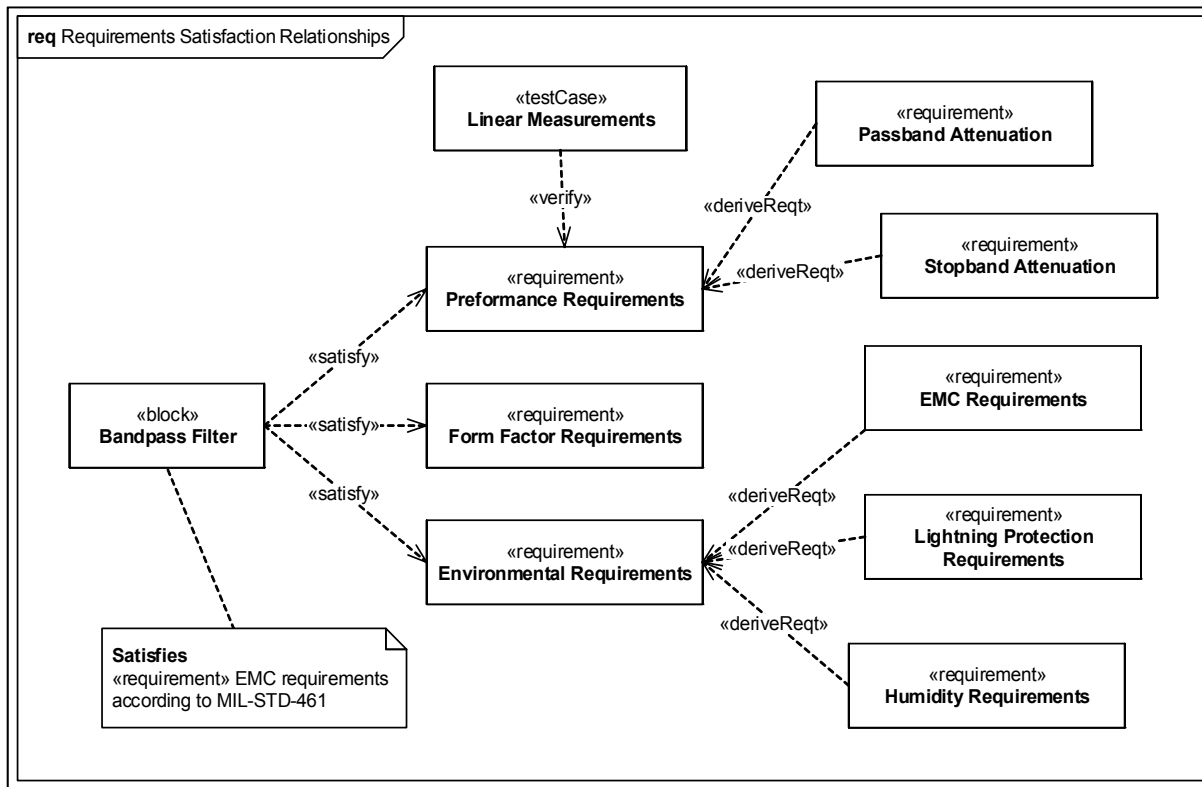 req Requirements Satisfaction Relationships
«testCase»
Linear Measurements
«requirement»
Passband Attenuation
«verify»
«deriveReqt»
«requirement»
Stopband Attenuation
«deriveReqt»
«requirement»
Preformance Requirements
«satisfy»
«requirement»
EMC Requirements
«block»
Bandpass Filter
«satisfy»
«requirement»
Form Factor Requirements
«satisfy»
«deriveReqt»
«requirement»
Lightning Protection
Requirements
«deriveReqt»
«requirement»
Environmental Requirements
«deriveReqt»
Satisfies
«requirement» EMC requirements
according to MIL-STD-461
«requirement»
Humidity Requirements